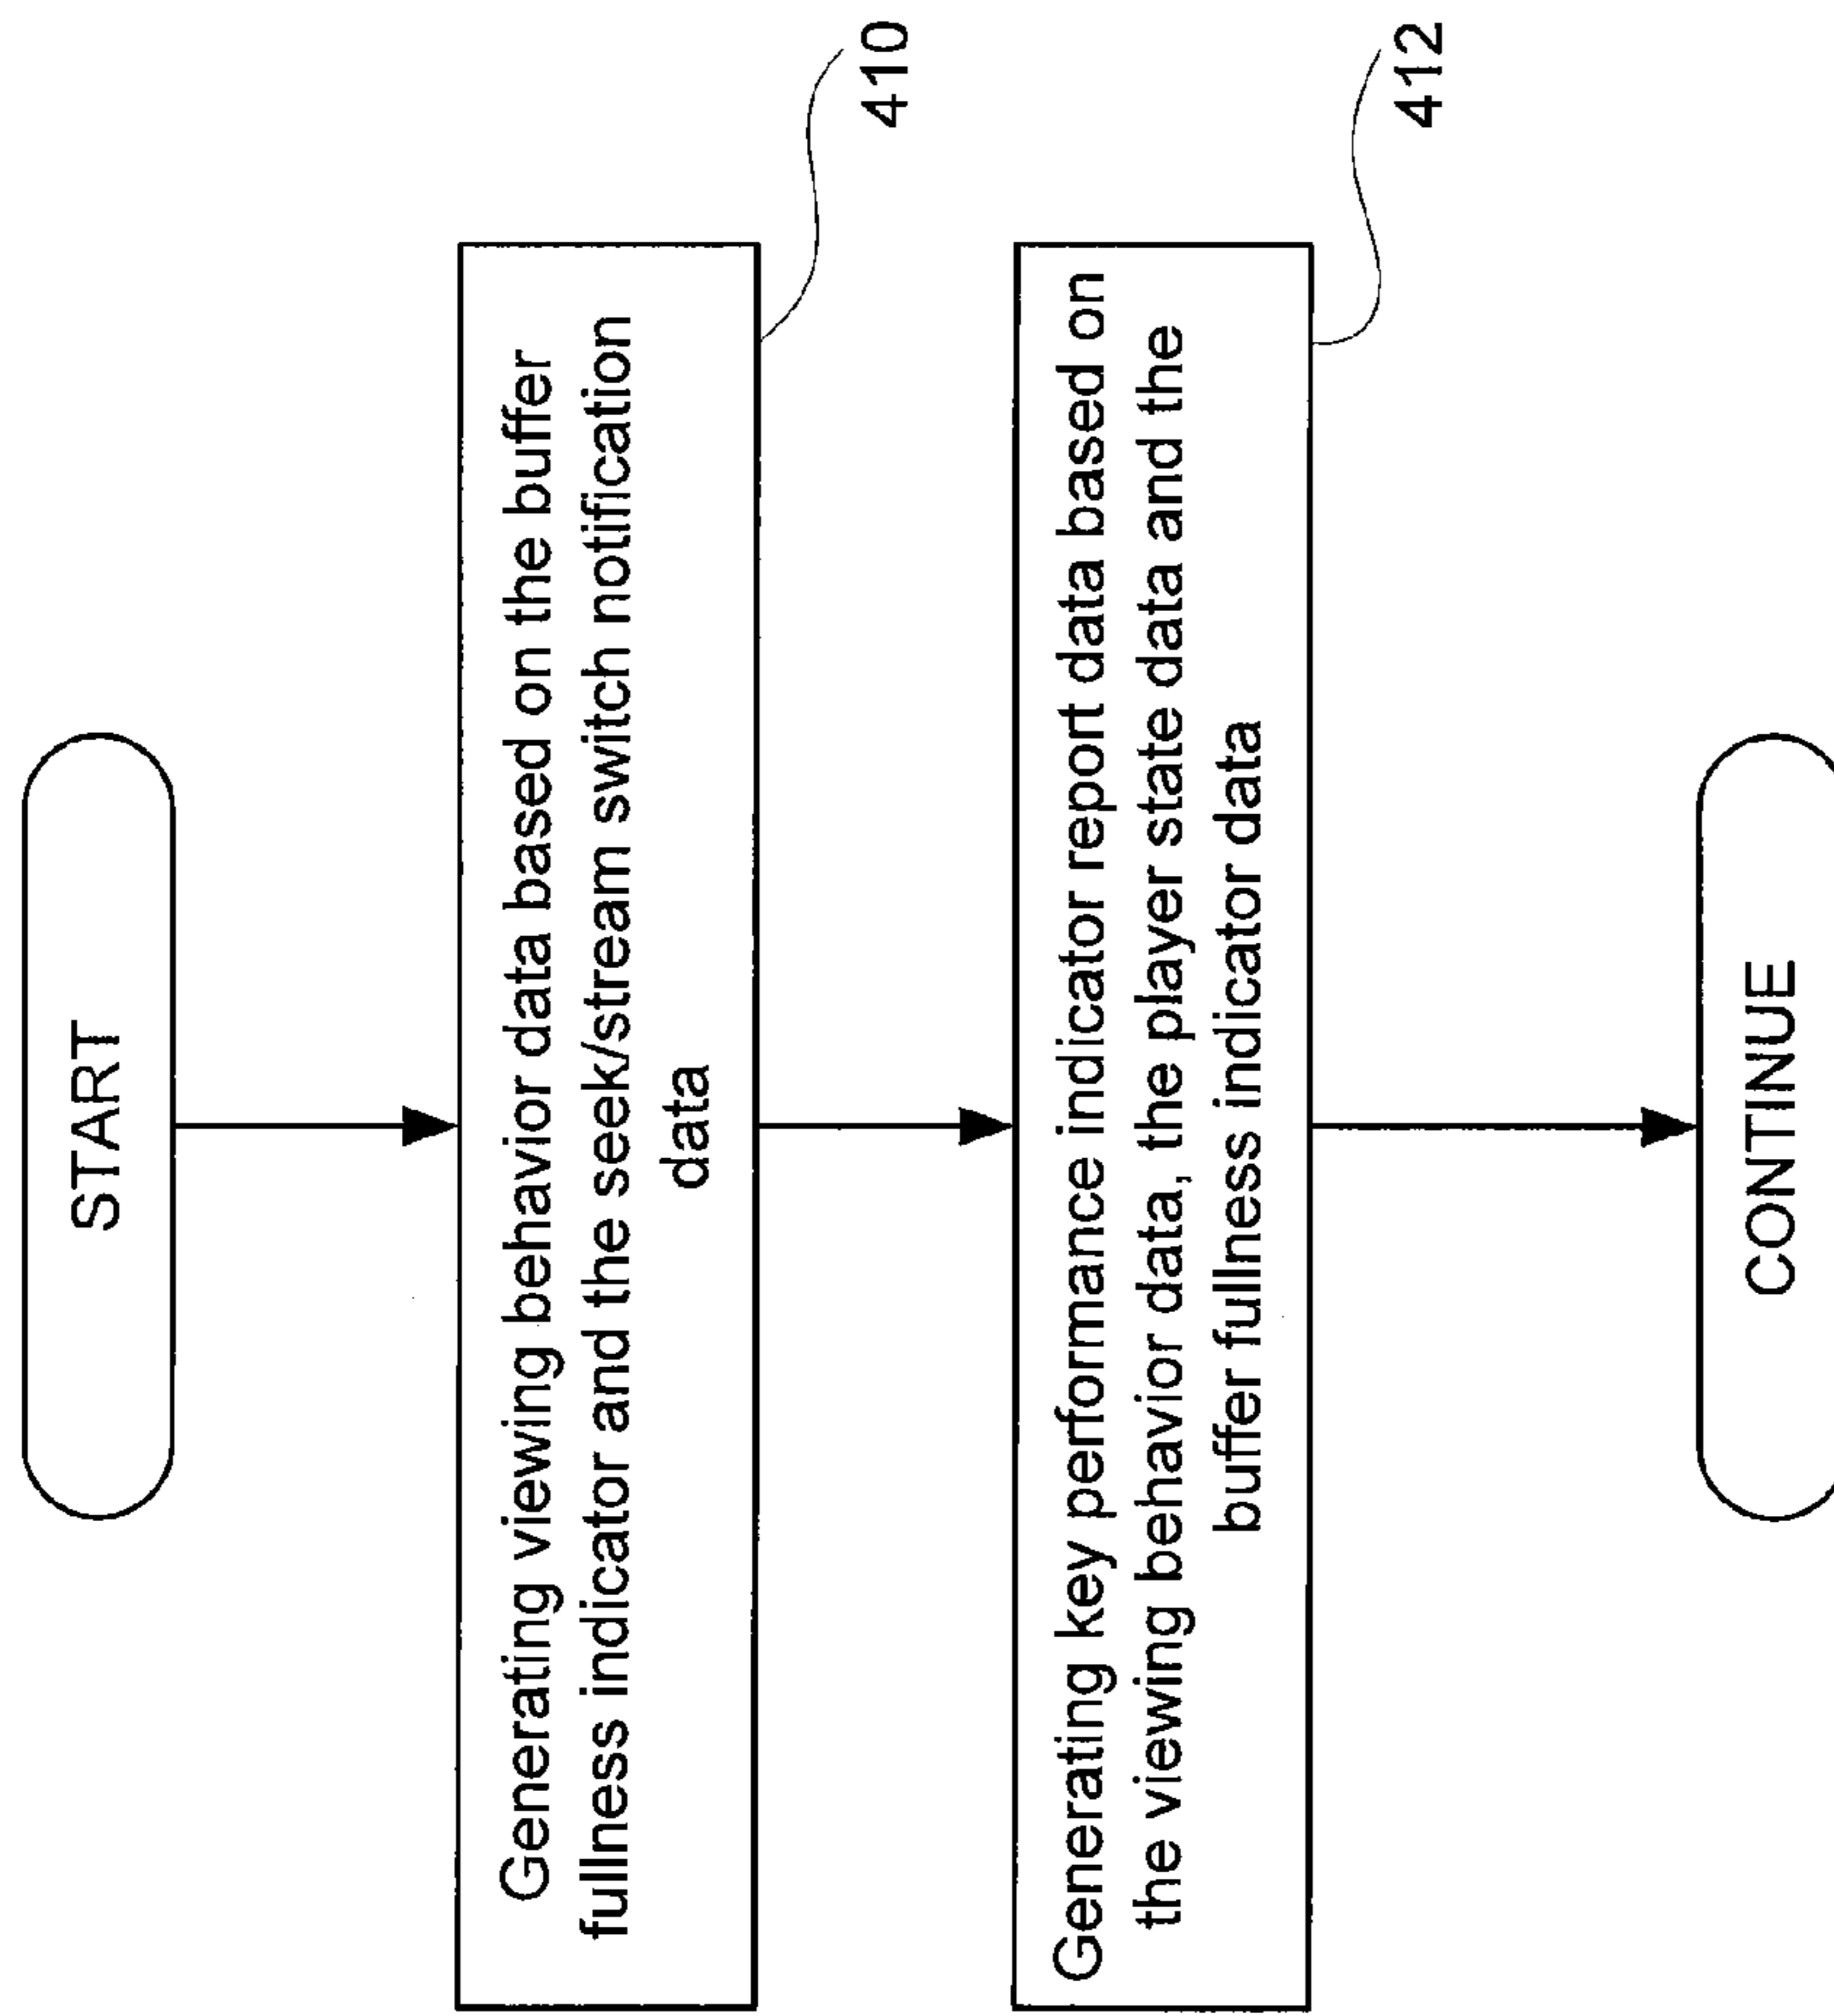 START
Generating viewing behavior data based on the buffer
fullness indicator and the seek/stream switch notification
data
410
Generating key performance indicator report data based on
the viewing behavior data, the player state data and the
buffer fullness indicator data
412
CONTINUE